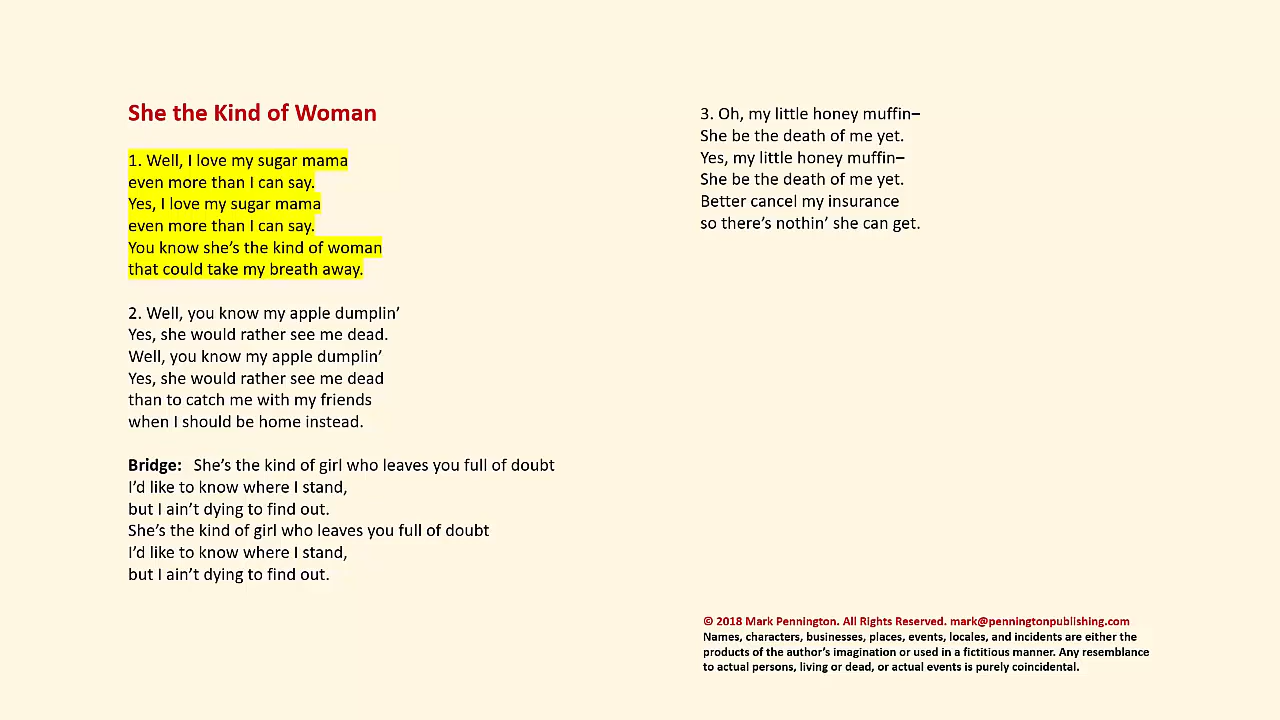 She the Kind of Woman
1. Well, I love my sugar mama
even more than I can say.
Yes, I love my sugar mama
even more than I can say.
You know she’s the kind of woman
that could take my breath away.
2. Well, you know my apple dumplin’
Yes, she would rather see me dead.
Well, you know my apple dumplin’
Yes, she would rather see me dead
than to catch me with my friends
when I should be home instead.
Bridge: She’s the kind of girl who leaves you full of doubt
I’d like to know where I stand,
but I ain’t dying to find out.
She’s the kind of girl who leaves you full of doubt
I’d like to know where I stand,
but I ain’t dying to find out.
3. Oh, my little honey muffin–
She be the death of me yet.
Yes, my little honey muffin–
She be the death of me yet.
Better cancel my insurance
so there’s nothin’ she can get.
© 2018 Mark Pennington. All Rights Reserved. mark@penningtonpublishing.com
Names, characters, businesses, places, events, locales, and incidents are either the
products of the author’s imagination or used in a fictitious manner. Any resemblance
to actual persons, living or dead, or actual events is purely coincidental.